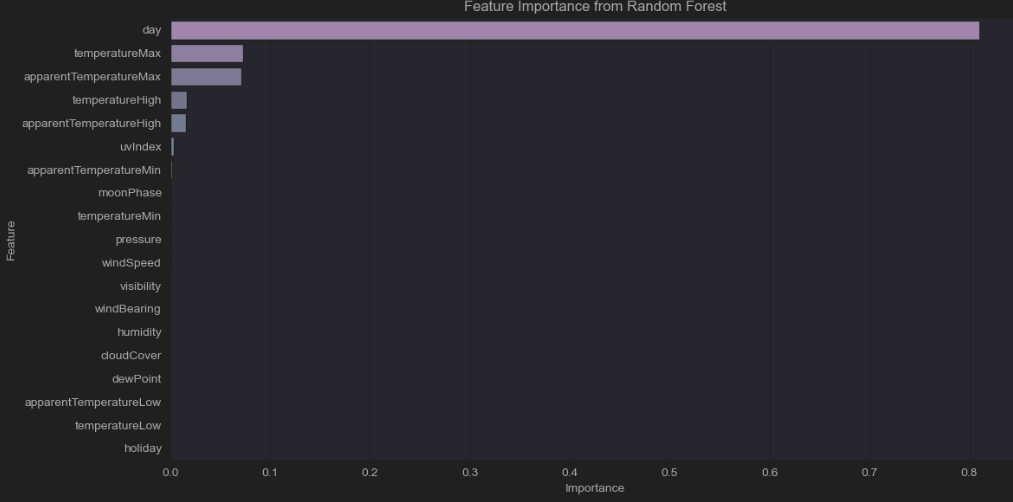 Feature Importance from Random Forest
day
temperatureMax
apparentTemperatureMax
temperatureHigh
apparentTemperatureHigh
uvIndex
apparentTemperatureMin
moonPhase
temperatureMin
pressure
windSpeed
visibility
windBearing
humidity
cloudCover
dewPoint
apparentTemperatureLow
temperatureLow
holiday
Feature
0.0 0.1 0.2 0.3 0.4 0.5 0.6 0.7 0.8
Importance